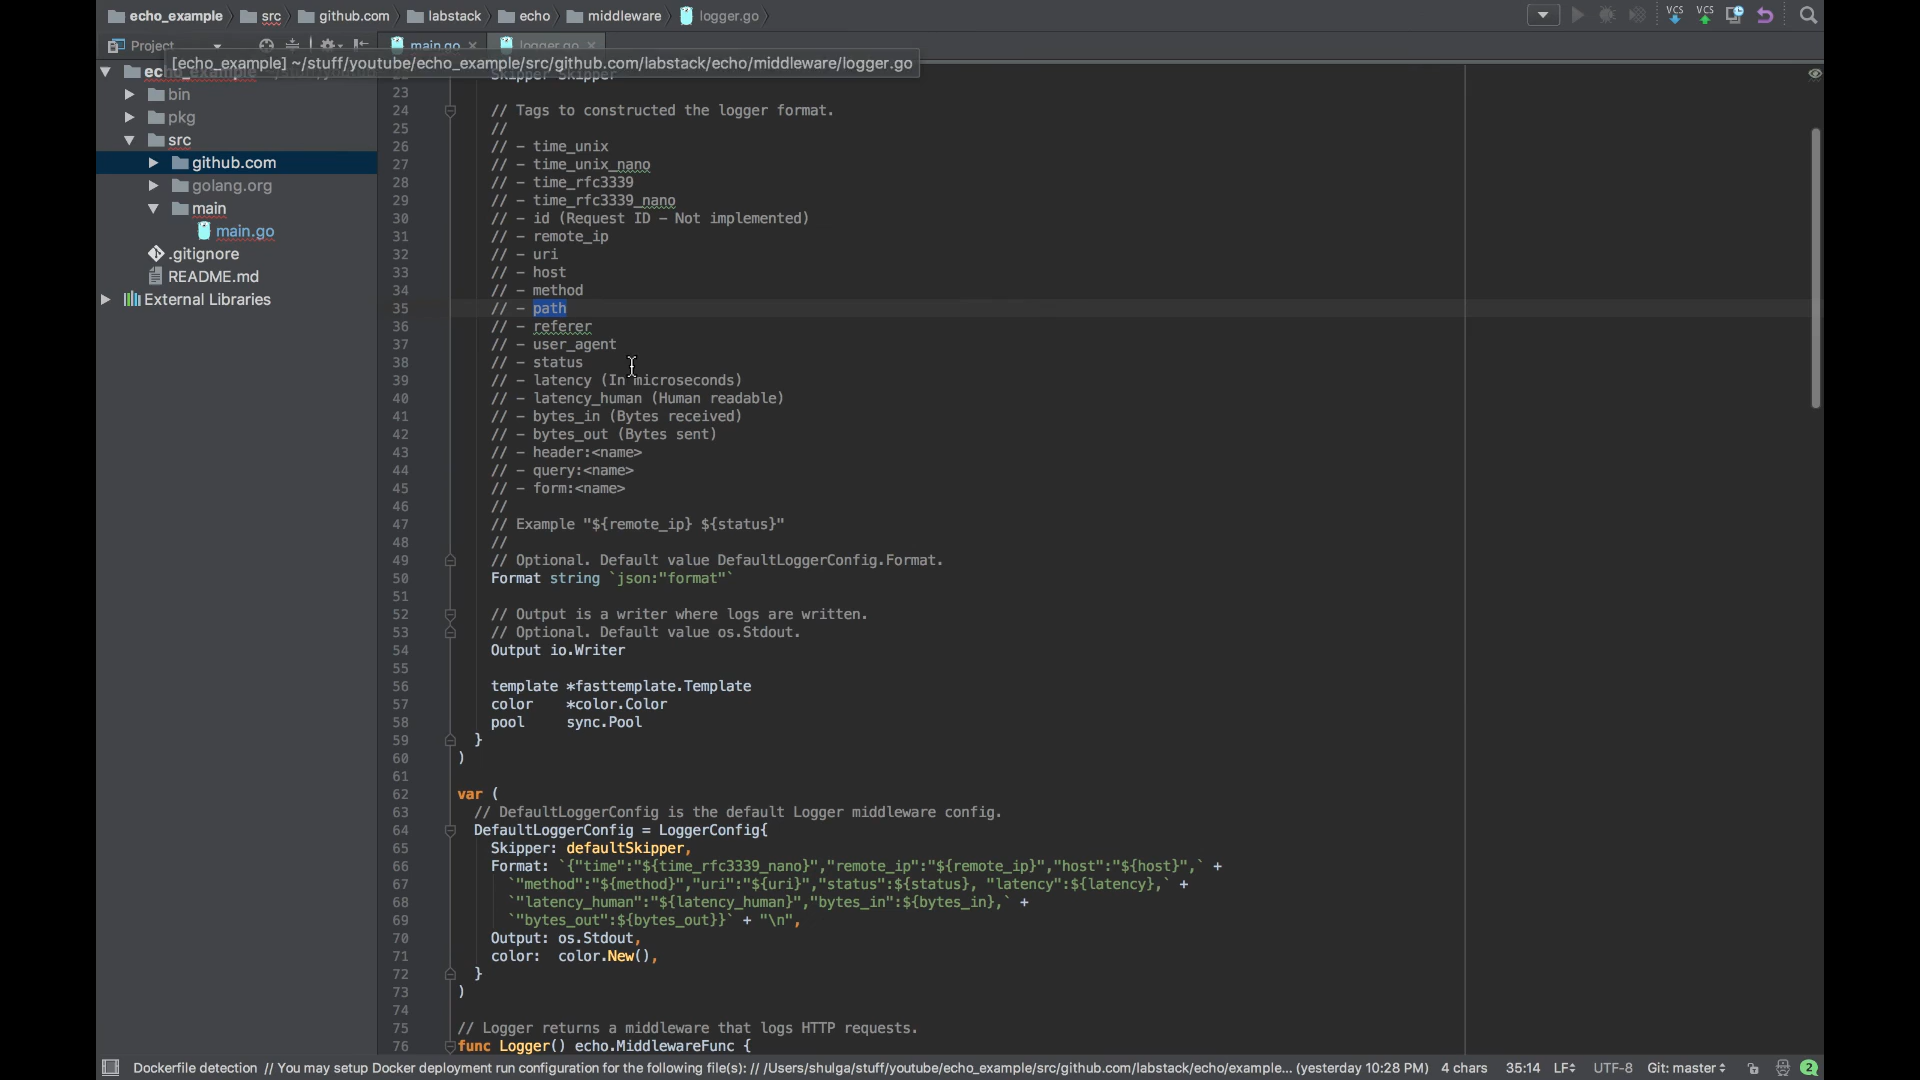 echo_example src github.com labstack echo middleware logger.go
Project main.go logger.go
[echo_example] ~/stuff/youtube/echo_example/src/github.com/labstack/echo/middleware/logger.go
echo_example
bin
pkg
src
github.com
golang.org
main
main.go
.gitignore
README.md
External Libraries
22 Skipper Skipper
23
24 // Tags to constructed the logger format.
25 //
26 // - time_unix
27 // - time_unix_nano
28 // - time_rfc3339
29 // - time_rfc3339_nano
30 // - id (Request ID - Not implemented)
31 // - remote_ip
32 // - uri
33 // - host
34 // - method
35 // - path
36 // - referer
37 // - user_agent
38 // - status
39 // - latency (In microseconds)
40 // - latency_human (Human readable)
41 // - bytes_in (Bytes received)
42 // - bytes_out (Bytes sent)
43 // - header:<name>
44 // - query:<name>
45 // - form:<name>
46 //
47 // Example "${remote_ip} ${status}"
48 //
49 // Optional. Default value DefaultLoggerConfig.Format.
50 Format string `json:"format"`
51
52 // Output is a writer where logs are written.
53 // Optional. Default value os.Stdout.
54 Output io.Writer
55
56 template *fasttemplate.Template
57 color *color.Color
58 pool sync.Pool
59 }
60 )
61
62 var (
63 // DefaultLoggerConfig is the default Logger middleware config.
64 DefaultLoggerConfig = LoggerConfig{
65 Skipper: defaultSkipper,
66 Format: `{"time":"${time_rfc3339_nano}","remote_ip":"${remote_ip}","host":"${host}",` +
67 `"method":"${method}","uri":"${uri}","status":${status}, "latency":${latency},` +
68 `"latency_human":"${latency_human}","bytes_in":${bytes_in},` +
69 `"bytes_out":${bytes_out}}` + "\n",
70 Output: os.Stdout,
71 color: color.New(),
72 }
73 )
74
75 // Logger returns a middleware that logs HTTP requests.
76 func Logger() echo.MiddlewareFunc {
VCS VCS
Dockerfile detection // You may setup Docker deployment run configuration for the following file(s): // /Users/shulga/stuff/youtube/echo_example/src/github.com/labstack/echo/example... (yesterday 10:28 PM) 4 chars 35:14 LF UTF-8 Git: master 2